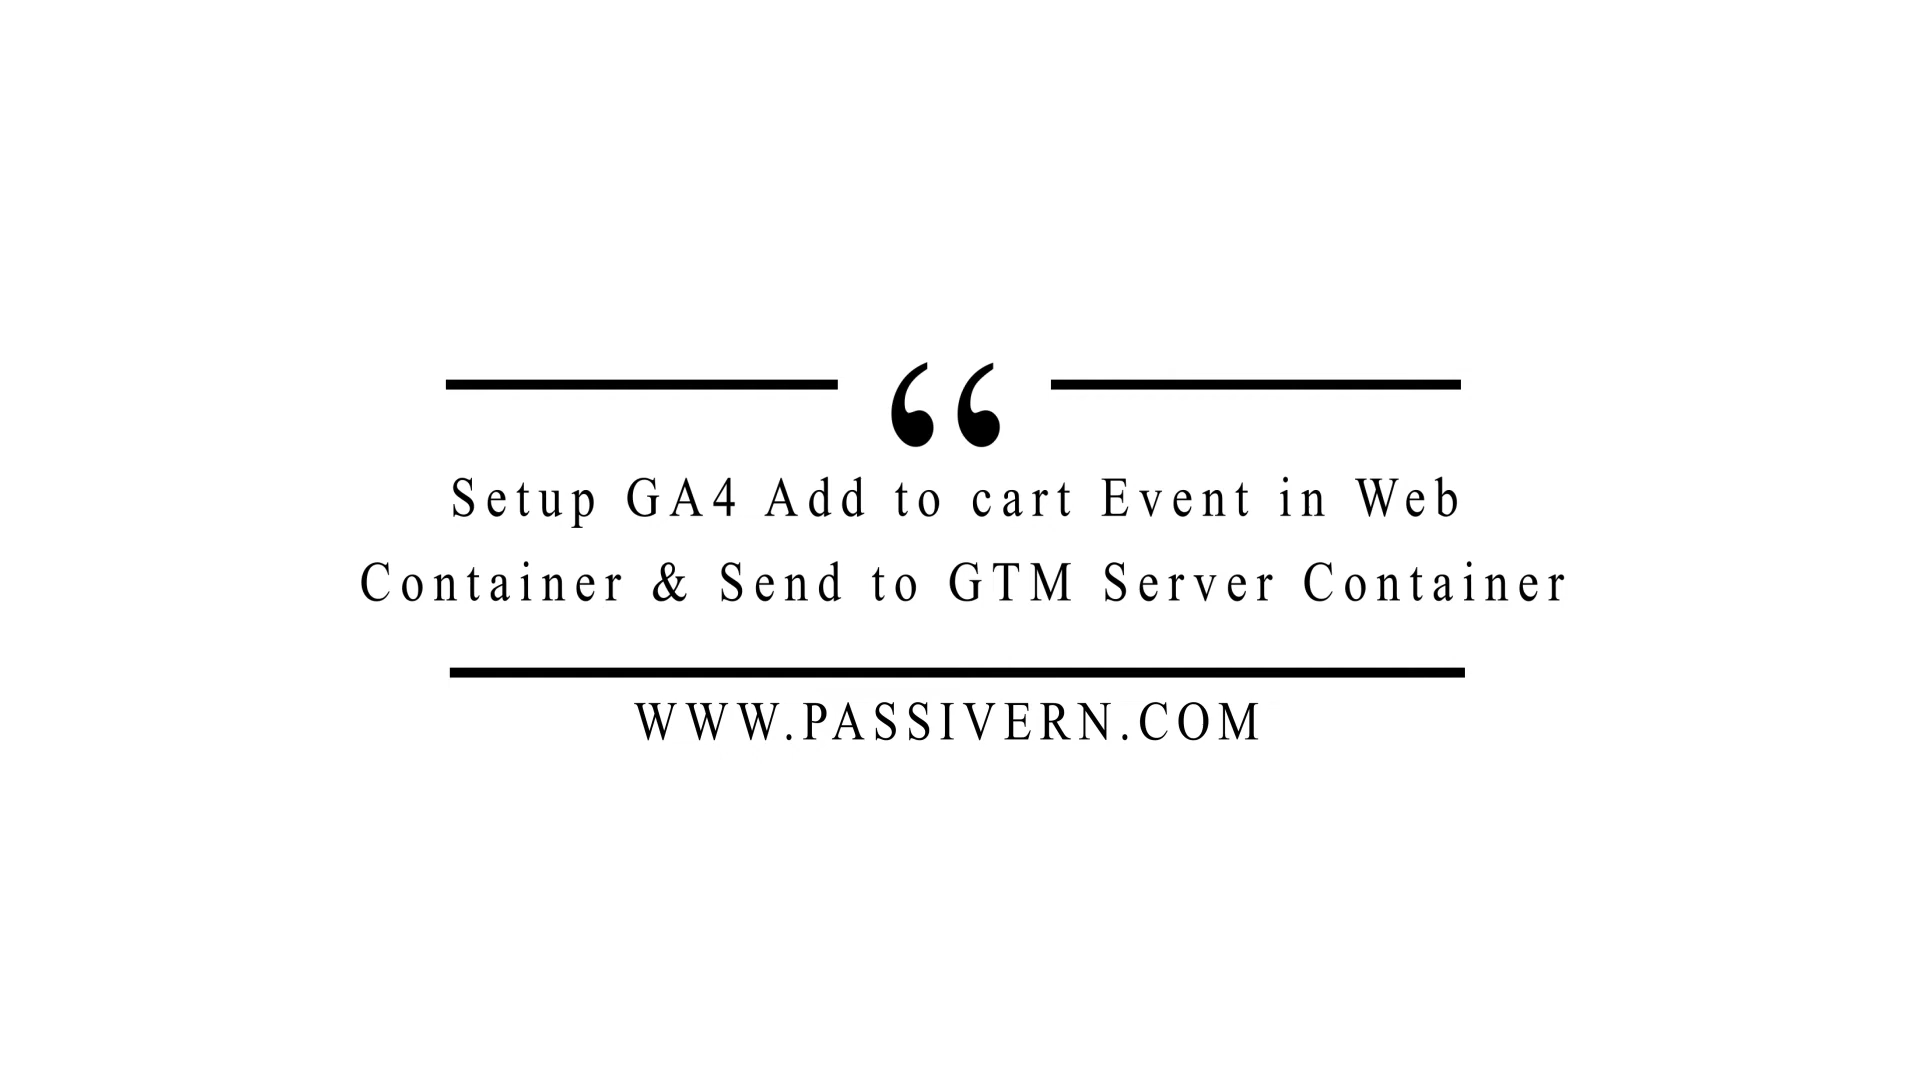 “
Setup GA4 Add to cart Event in Web
Container & Send to GTM Server Container
WWW.PASSIVERN.COM